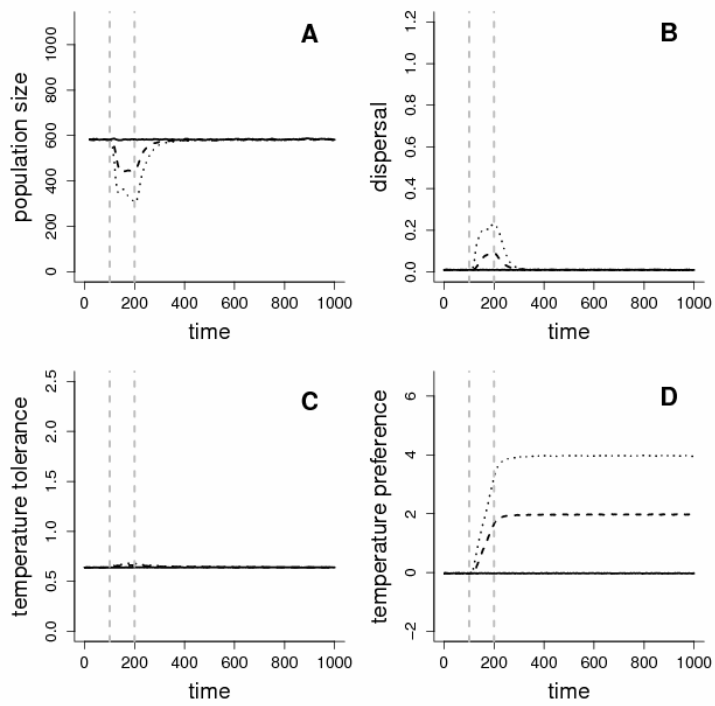 A
population size
0 200 400 600 800 1000
0 200 400 600 800 1000
time
B
dispersal
0.0 0.2 0.4 0.6 0.8 1.0 1.2
0 200 400 600 800 1000
time
C
temperature tolerance
0.0 0.5 1.0 1.5 2.0 2.5
0 200 400 600 800 1000
time
D
temperature preference
−2 0 2 4 6
0 200 400 600 800 1000
time